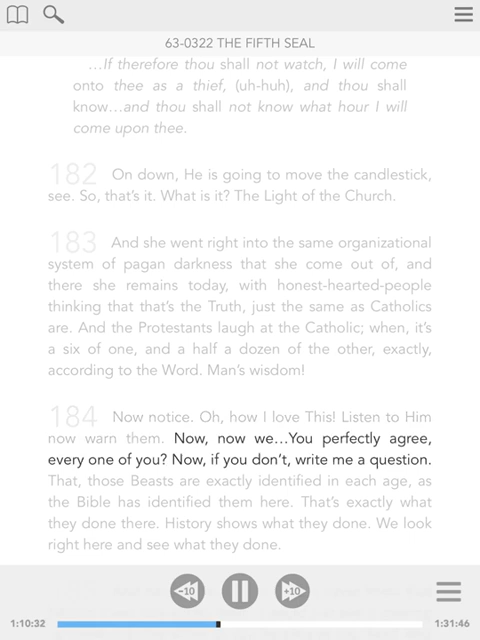 63-0322 THE FIFTH SEAL
…If therefore thou shall not watch, I will come
onto thee as a thief, (uh-huh), and thou shall
know…and thou shall not know what hour I will
come upon thee.
182 On down, He is going to move the candlestick,
see. So, that's it. What is it? The Light of the Church.
183 And she went right into the same organizational
system of pagan darkness that she come out of, and
there she remains today, with honest-hearted-people
thinking that that's the Truth, just the same as Catholics
are. And the Protestants laugh at the Catholic; when, it's
a six of one, and a half a dozen of the other, exactly,
according to the Word. Man's wisdom!
184 Now notice. Oh, how I love This! Listen to Him
now warn them. Now, now we…You perfectly agree,
every one of you? Now, if you don't, write me a question.
That, those Beasts are exactly identified in each age, as
the Bible has identified them here. That's exactly what
they done there. History shows what they done. We look
right here and see what they done.
-10 +10
1:10:32 1:31:46